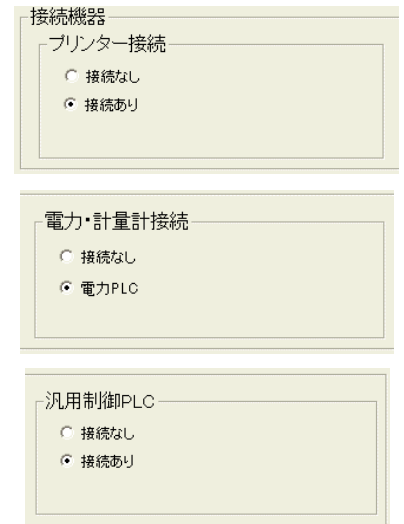 接続機器
プリンター接続
接続なし
接続あり
電力・計量計接続
接続なし
電力PLC
汎用制御PLC
接続なし
接続あり